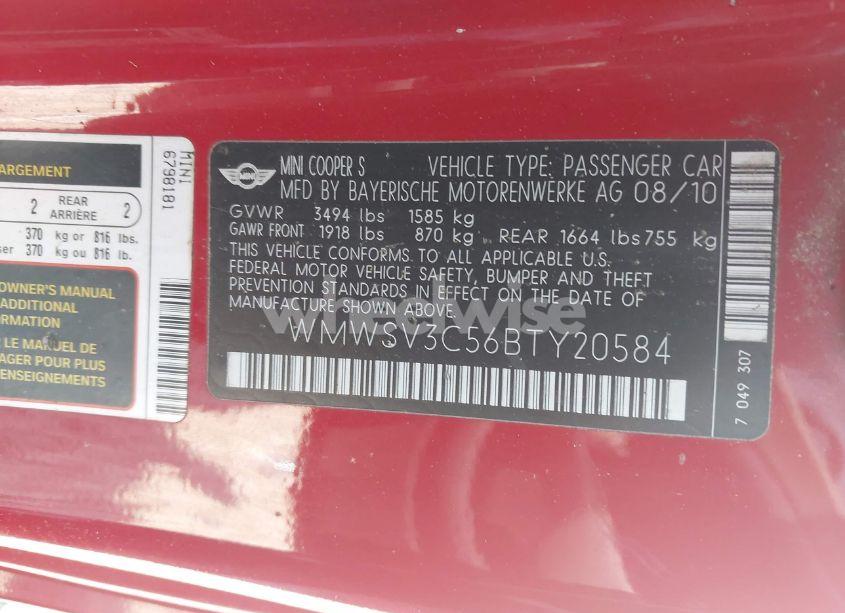 ARGEMENT
2 REAR ARRIÈRE 2
370 kg or 816 lbs.
ser 370 kg ou 816 lb.
OWNER'S MANUAL
ADDITIONAL
ORMATION
R LE MANUEL DE
AGER POUR
MINI 6798181
MINI
MINI COOPER S VEHICLE TYPE: PASSENGER CAR
MFD BY BAYERISCHE MOTORENWERKE AG 08/10
GVWR 3494 lbs 1585 kg
GAWR FRONT 1918 lbs 870 kg REAR 1664 lbs 755 kg
THIS VEHICLE CONFORMS TO ALL APPLICABLE U.S.
FEDERAL MOTOR VEHICLE SAFETY, BUMPER AND THEFT
PREVENTION STANDARDS IN EFFECT ON THE DATE OF
MANUFACTURE SHOWN ABOVE.
WMWSV3C56BTY20584
7 049 307
wheelwise